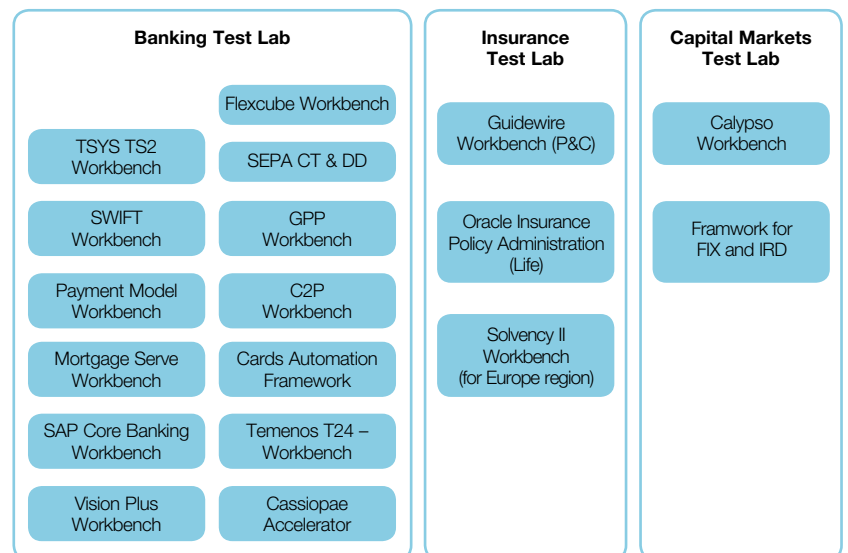 Banking Test Lab
Flexcube Workbench
TSYS TS2
Workbench
SEPA CT & DD
SWIFT
Workbench
GPP
Workbench
Payment Model
Workbench
C2P
Workbench
Mortgage Serve
Workbench
Cards Automation
Framework
SAP Core Banking
Workbench
Temenos T24 –
Workbench
Vision Plus
Workbench
Cassiopae
Accelerator
Insurance
Test Lab
Guidewire
Workbench (P&C)
Oracle Insurance
Policy Administration
(Life)
Solvency II
Workbench
(for Europe region)
Capital Markets
Test Lab
Calypso
Workbench
Framwork for
FIX and IRD